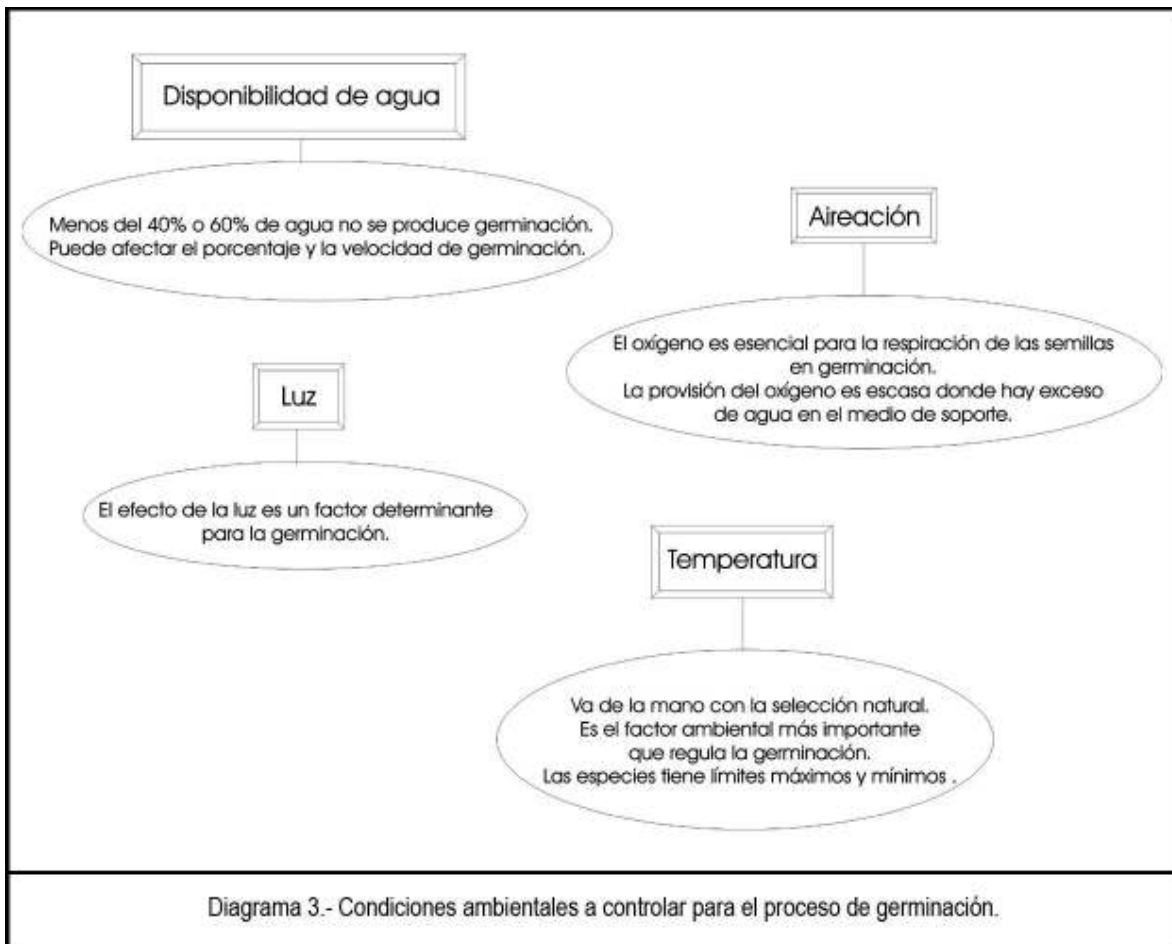 Disponibilidad de agua
Menos del 40% o 60% de agua no se produce germinación.
Puede afectar el porcentaje y la velocidad de germinación.
Aireación
El oxígeno es esencial para la respiración de las semillas
en germinación.
La provisión del oxígeno es escasa donde hay exceso
de agua en el medio de soporte.
Luz
El efecto de la luz es un factor determinante
para la germinación.
Temperatura
Va de la mano con la selección natural.
Es el factor ambiental más importante
que regula la germinación.
Las especies tiene límites máximos y mínimos .
Diagrama 3.- Condiciones ambientales a controlar para el proceso de germinación.